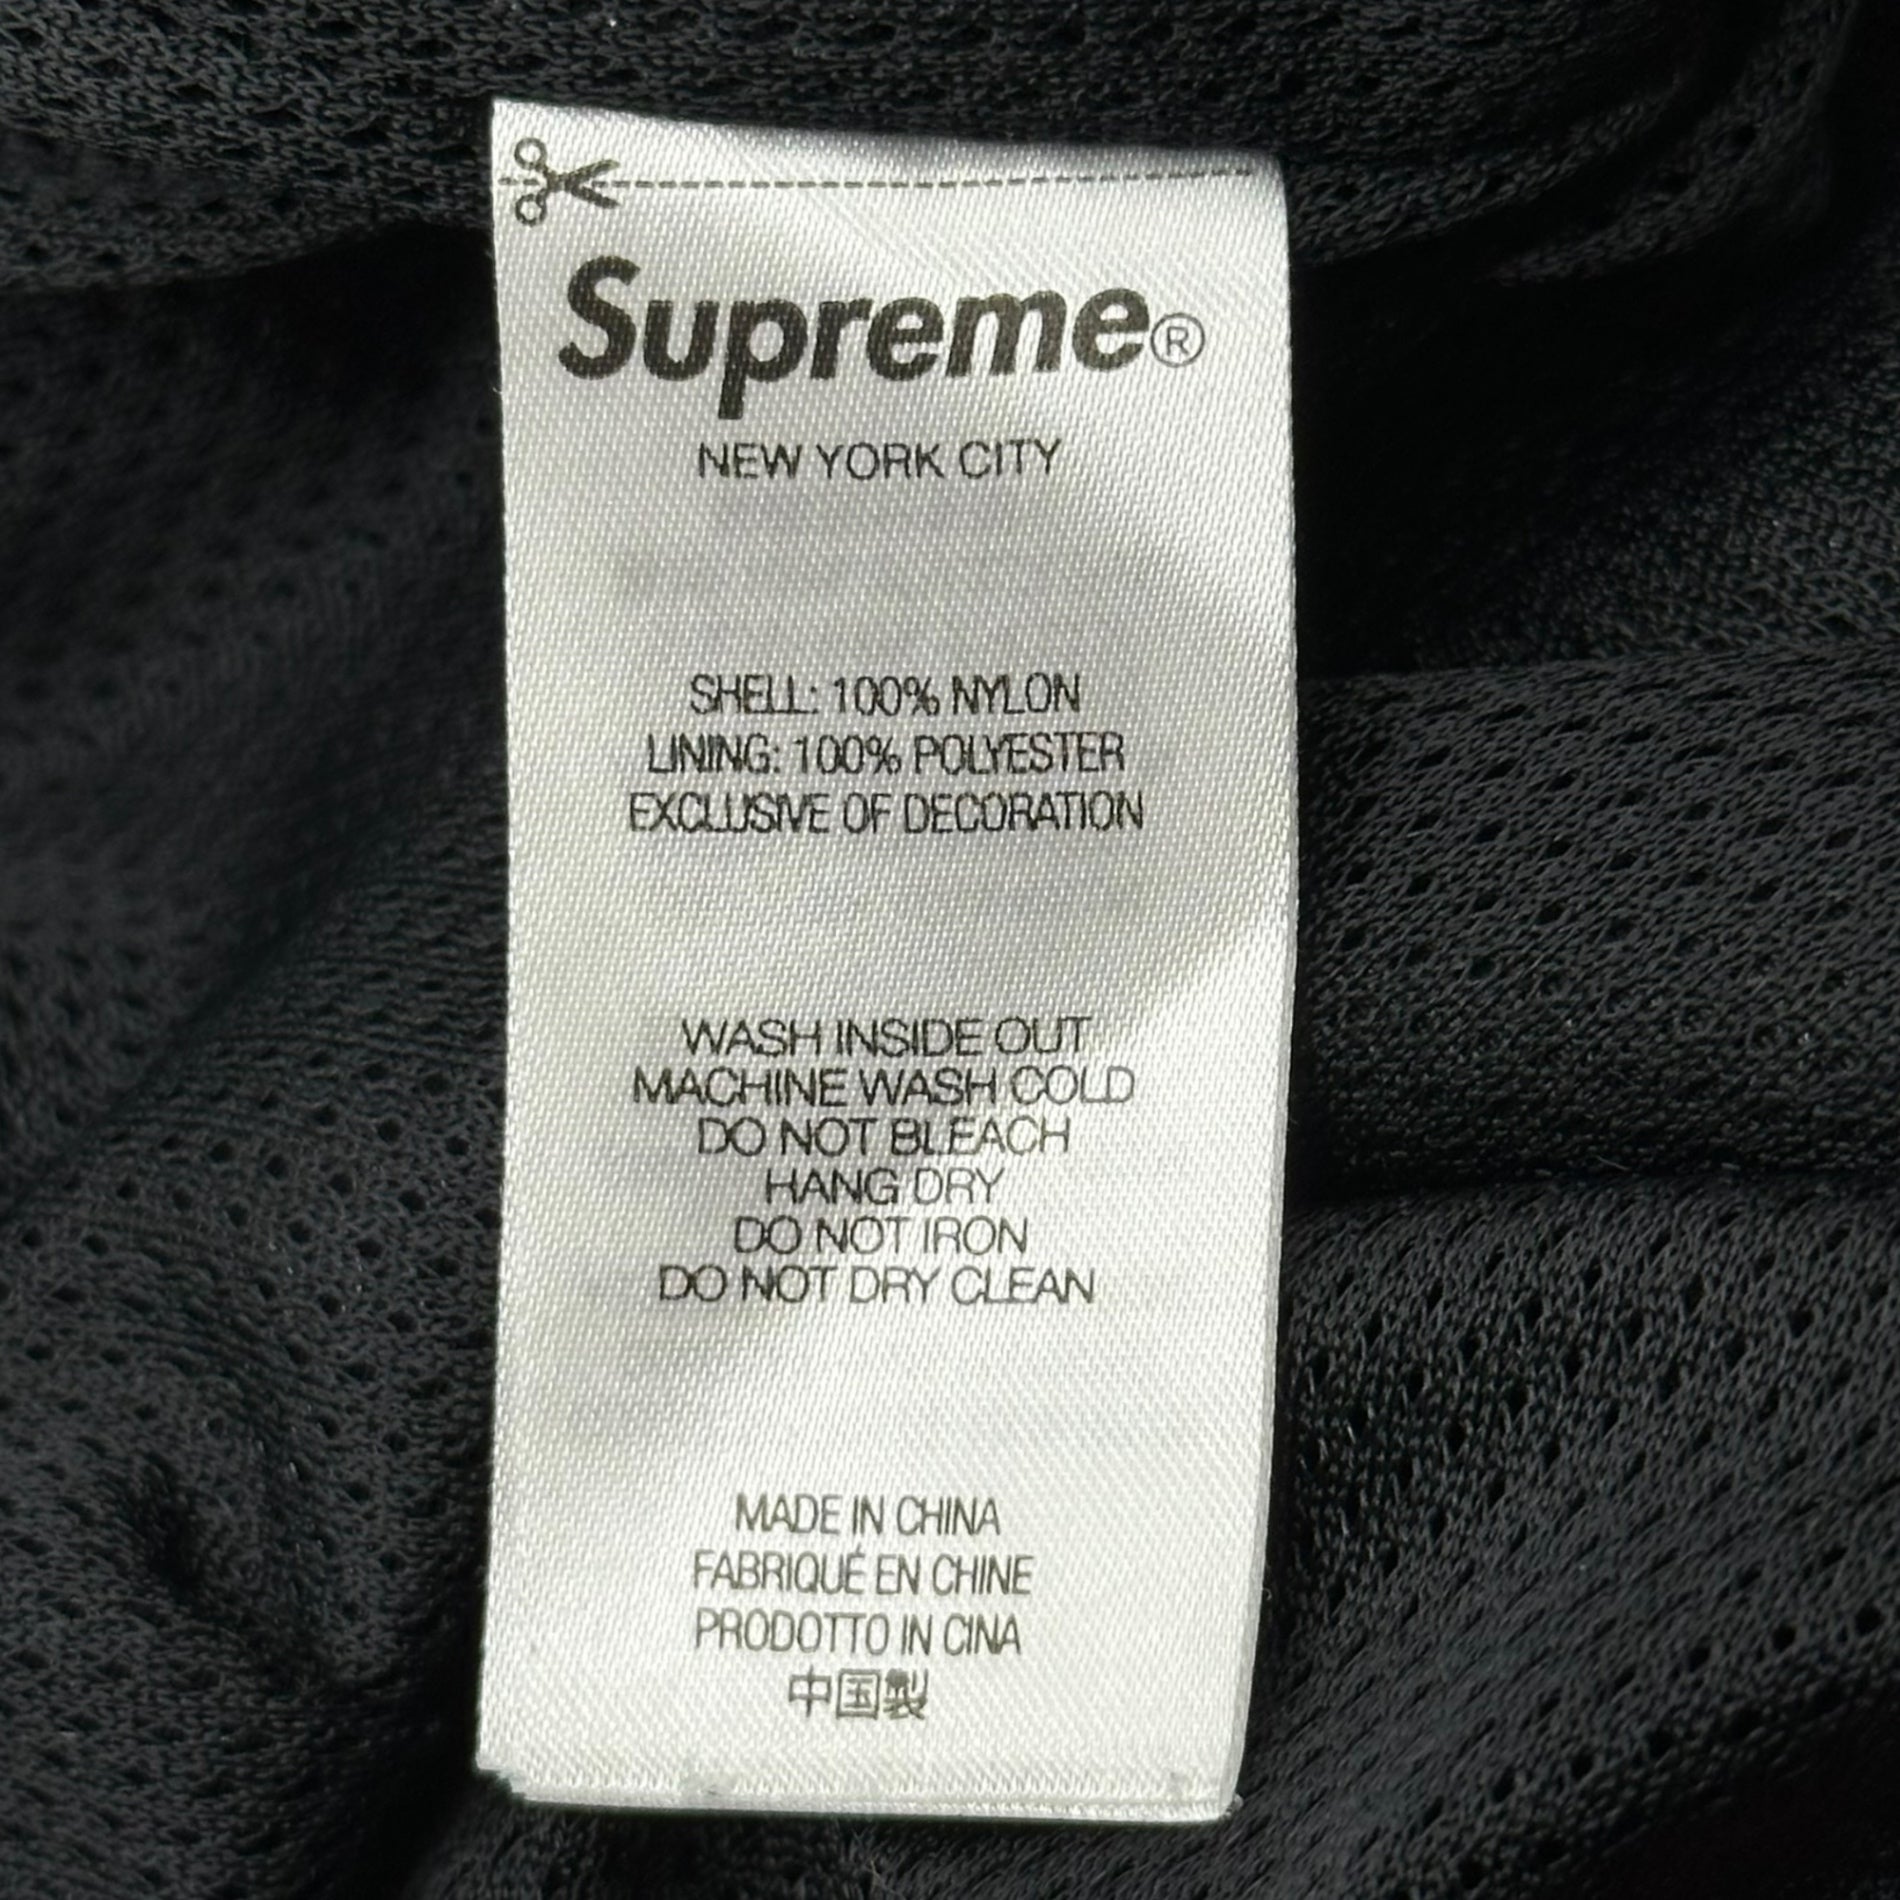 Supreme®
NEW YORK CITY
SHELL: 100% NYLON
LINING: 100% POLYESTER
EXCLUSIVE OF DECORATION
WASH INSIDE OUT
MACHINE WASH COLD
DO NOT BLEACH
HANG DRY
DO NOT IRON
DO NOT DRY CLEAN
MADE IN CHINA
FABRIQUÉ EN CHINE
PRODOTTO IN CINA
中国製